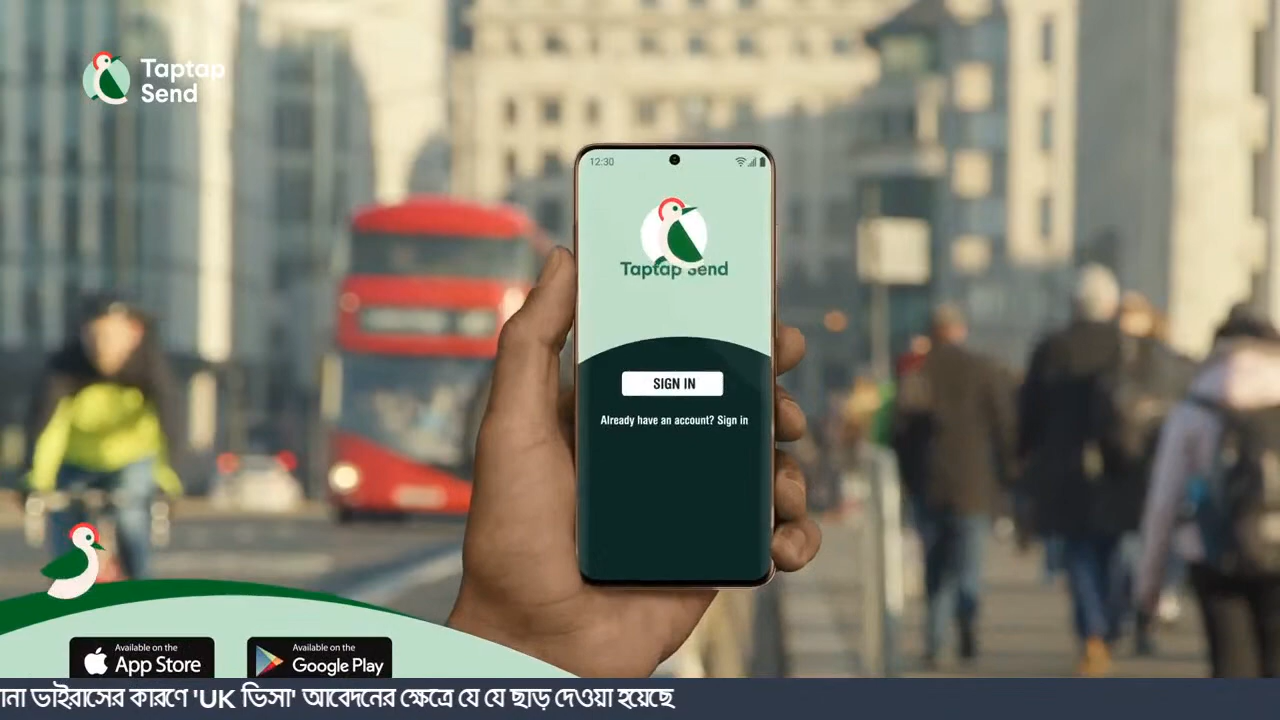 Taptap
Send
12:30
Taptap Send
SIGN IN
Already have an account? Sign in
Available on the
App Store
Available on the
Google Play
না ভাইরাসের কারণে 'UK ভিসা' আবেদনের ক্ষেত্রে যে যে ছাড় দেওয়া হয়েছে